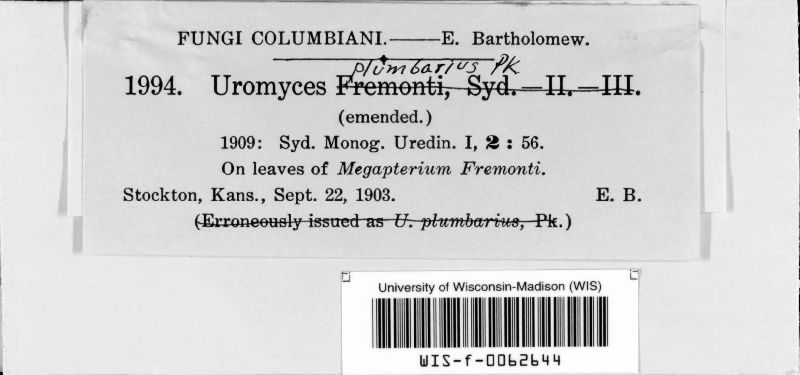 FUNGI COLUMBIANI.——E. Bartholomew.
plumbarius Pk
1994. Uromyces Fremonti, Syd.—II.—III.
(emended.)
1909: Syd. Monog. Uredin. I, 2 : 56.
On leaves of Megapterium Fremonti.
Stockton, Kans., Sept. 22, 1903. E. B.
(Erroneously issued as U. plumbarius, Pk.)
University of Wisconsin-Madison (WIS)
WIS-f-0062644